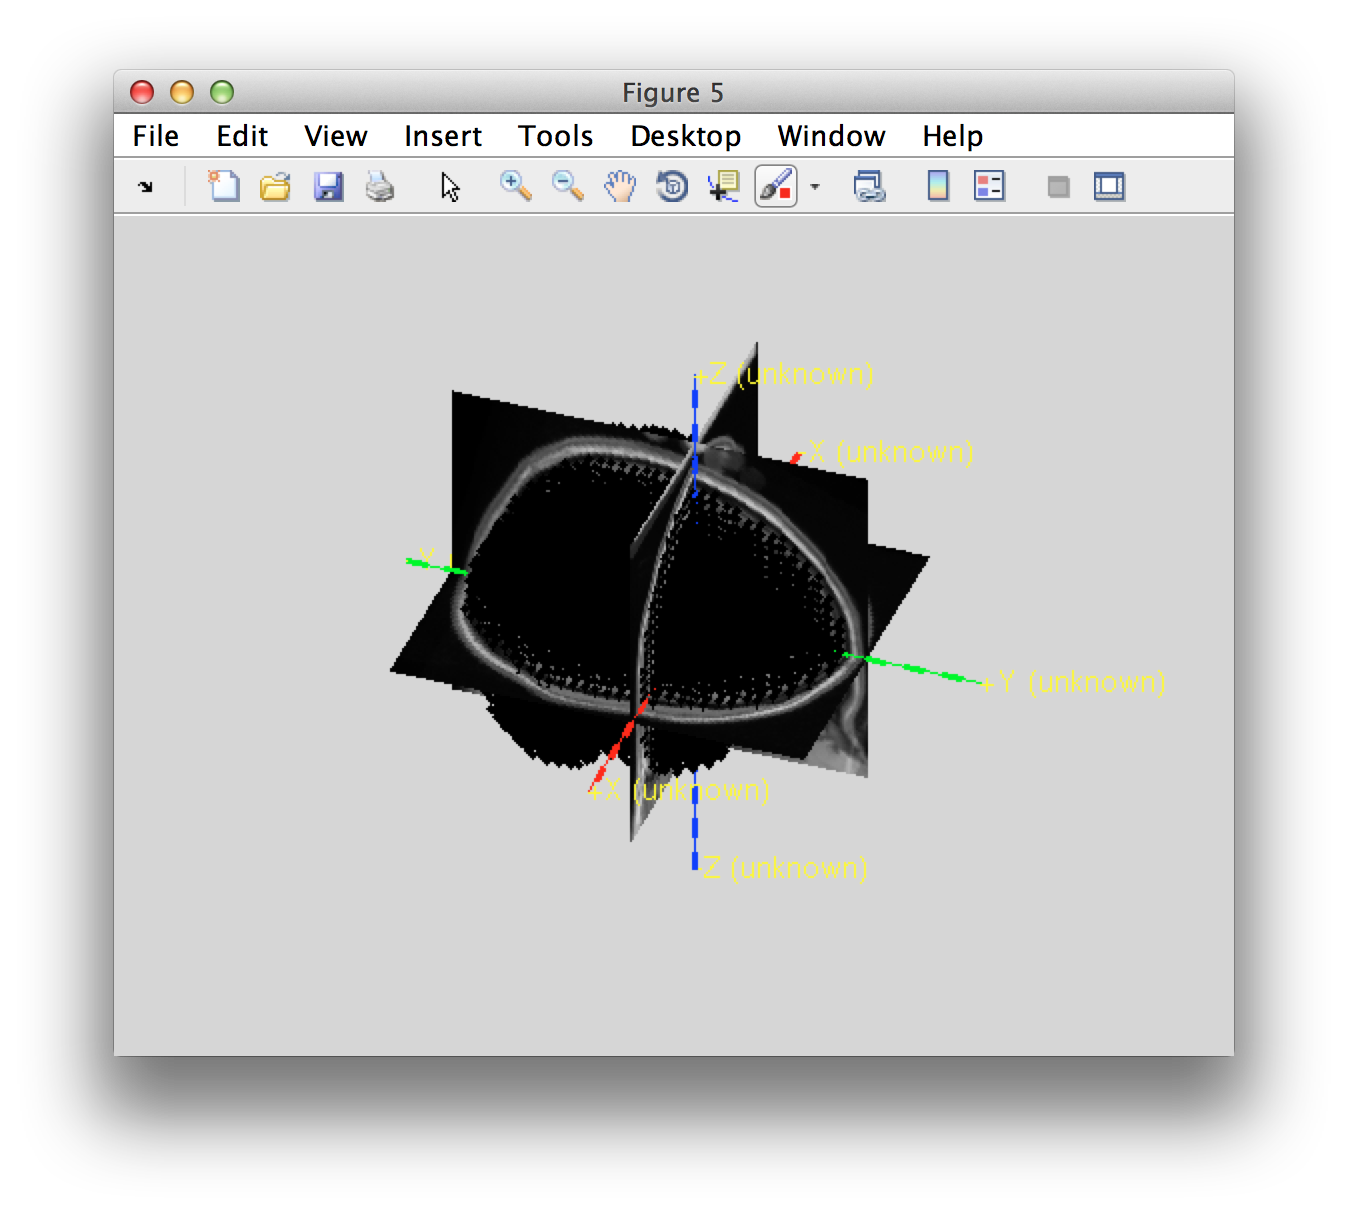 Figure 5
File Edit View Insert Tools Desktop Window Help
+Z (unknown)
-X (unknown)
+Y (unknown)
+X (unknown)
-Z (unknown)